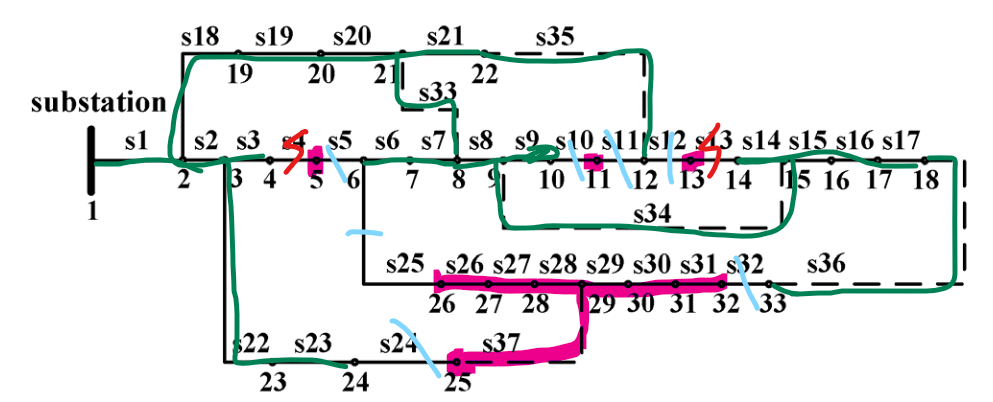 s18 s19 s20 s21 s35
19 20 21 22
substation
s33
s1 s2 s3 s4 s5 s6 s7 s8 s9 s10 s11 s12 s13 s14 s15 s16 s17
1 2 3 4 5 6 7 8 9 10 11 12 13 14 15 16 17 18
s34
s25 s26 s27 s28 s29 s30 s31 s32 s36
26 27 28 29 30 31 32 33
s22 s23 s24 s37
23 24 25